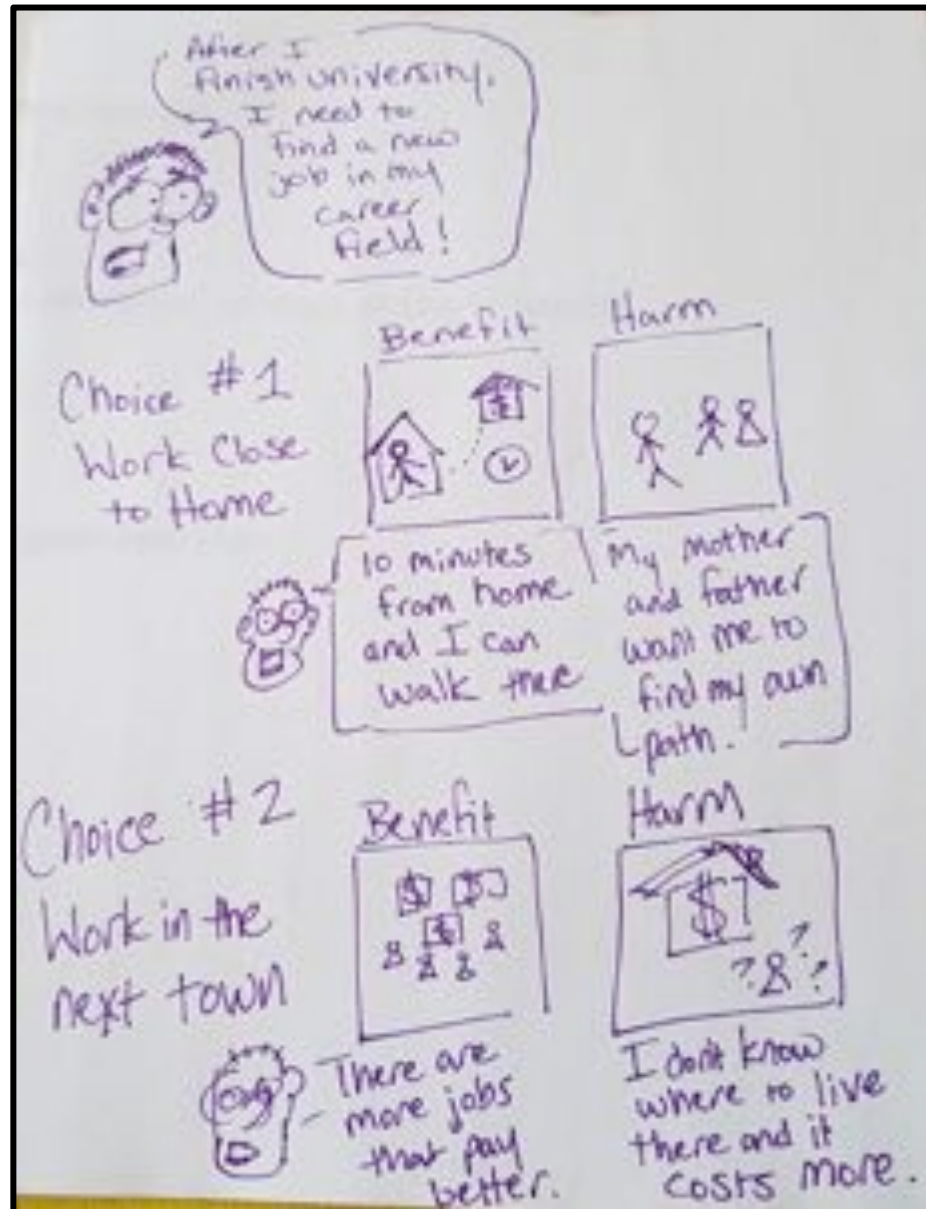 After I
finish university,
I need to
find a new
job in my
career
field!
Choice #1
Work Close
to Home
Benefit
Harm
10 minutes
from home
and I can
walk there
My mother
and father
want me to
find my own
path.
Choice #2
Work in the
next town
Benefit
$ $ $
Harm
$
? ? ?
There are
more jobs
that pay
better.
I don't know
where to live
there and it
costs more.